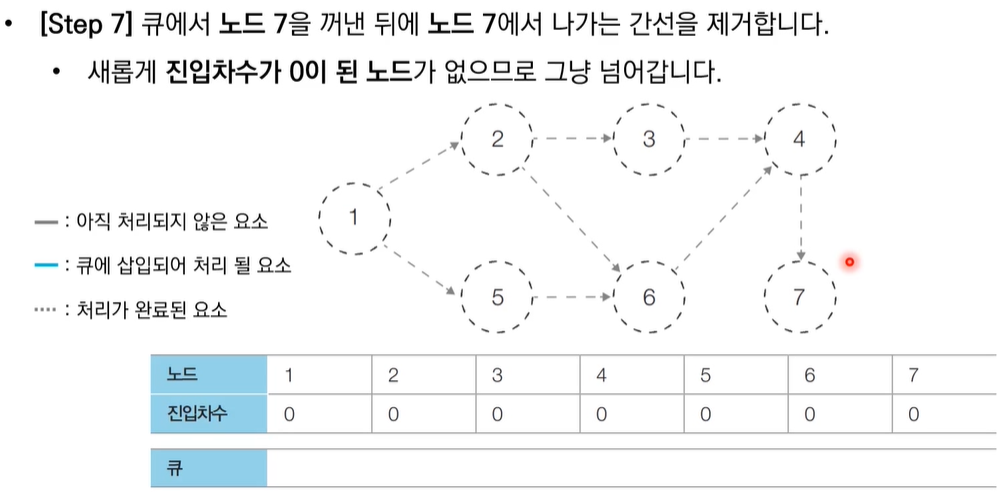 • [Step 7] 큐에서 노드 7을 꺼낸 뒤에 노드 7에서 나가는 간선을 제거합니다.
• 새롭게 진입차수가 0이 된 노드가 없으므로 그냥 넘어갑니다.
2 3 4
1
: 아직 처리되지 않은 요소
: 큐에 삽입되어 처리 될 요소
5 6 7
: 처리가 완료된 요소
노드 1 2 3 4 5 6 7
진입차수 0 0 0 0 0 0 0
큐